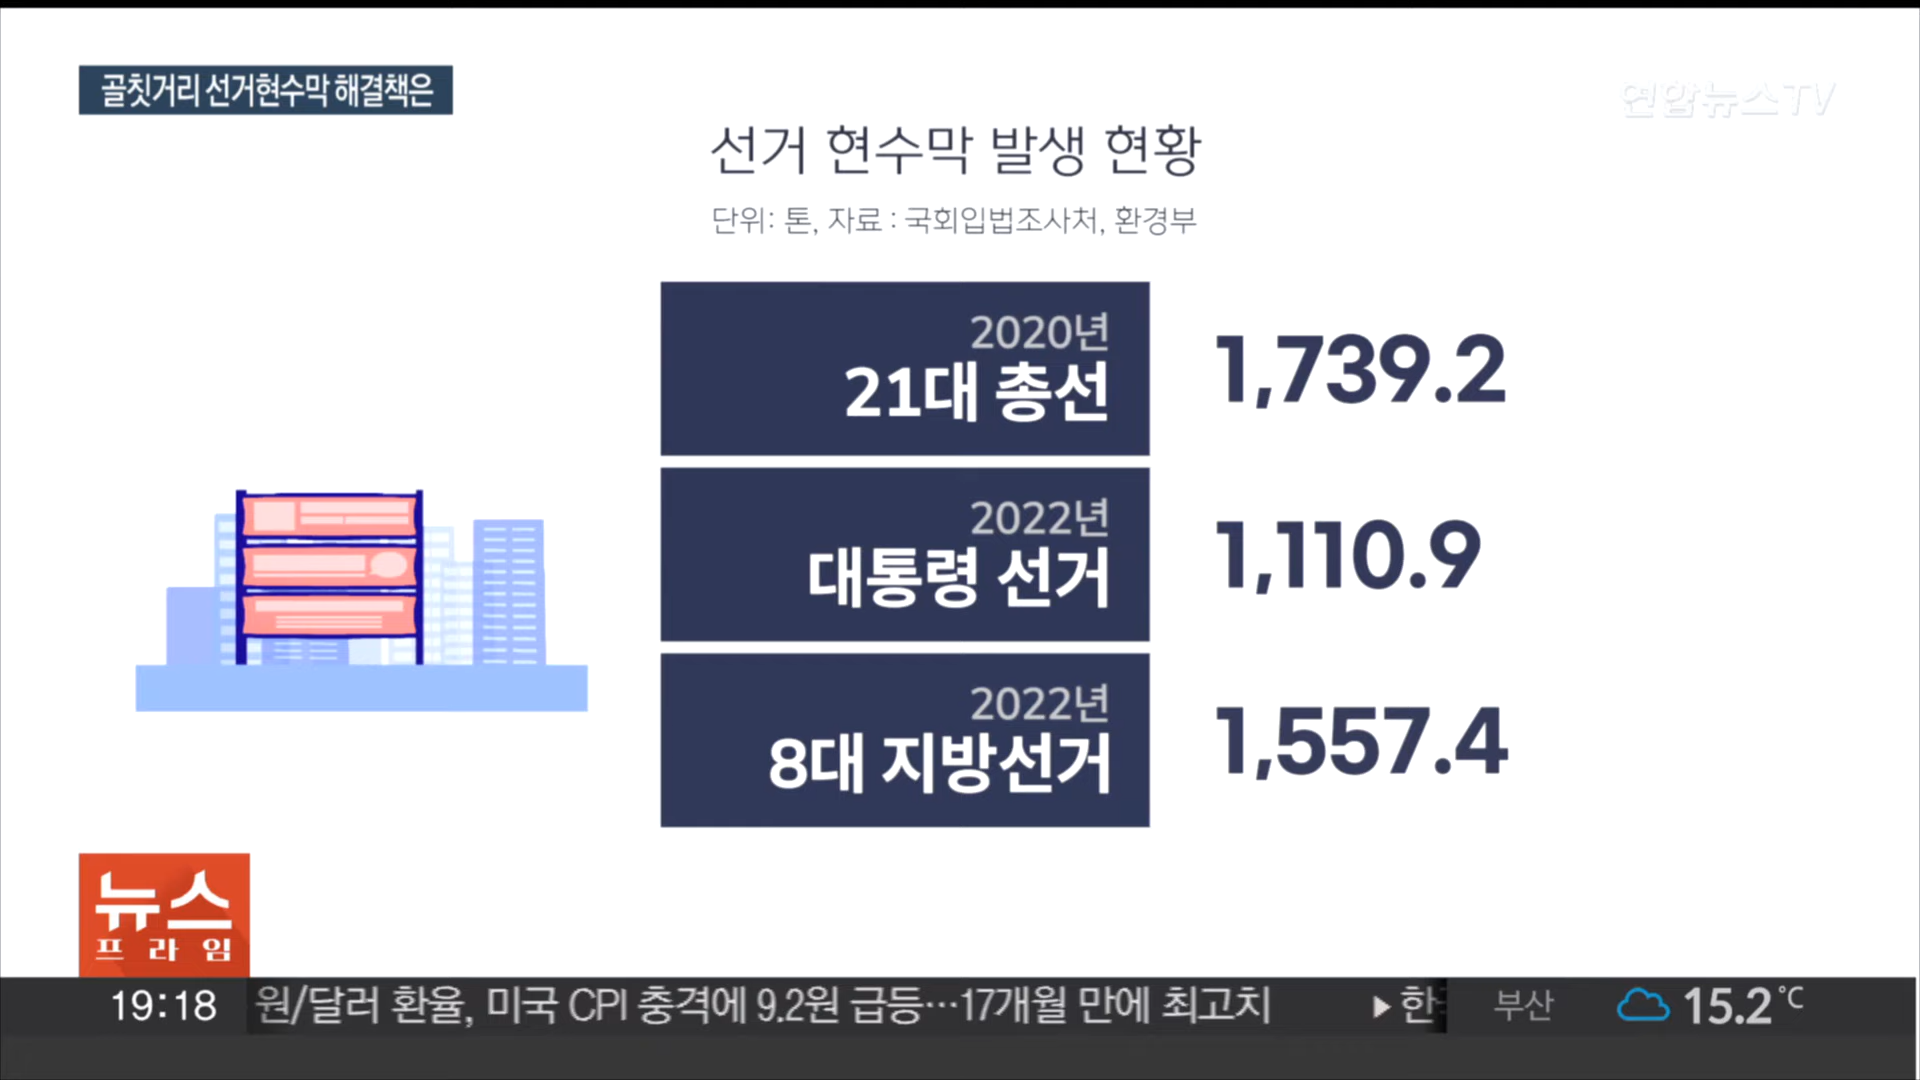 골칫거리 선거현수막 해결책은
연합뉴스TV
선거 현수막 발생 현황
단위: 톤, 자료 : 국회입법조사처, 환경부
2020년
21대 총선
1,739.2
2022년
대통령 선거
1,110.9
2022년
8대 지방선거
1,557.4
뉴스
프라임
19:18 원/달러 환율, 미국 CPI 충격에 9.2원 급등…17개월 만에 최고치 ▶한 부산 15.2℃